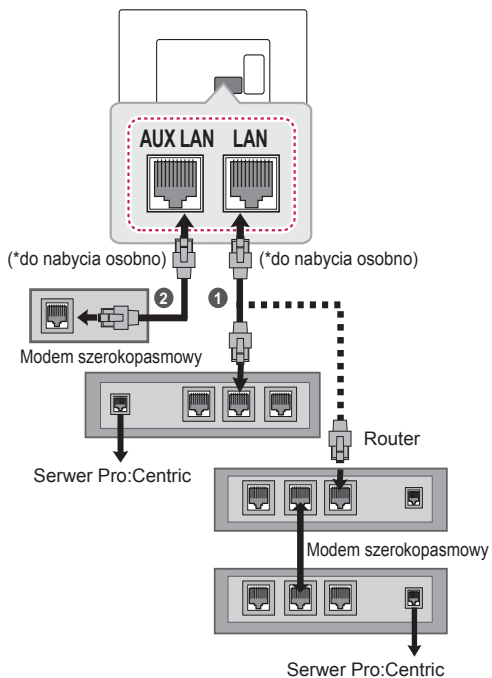 AUX LAN LAN
(*do nabycia osobno) (*do nabycia osobno)
2 1
Modem szerokopasmowy
Router
Serwer Pro:Centric
Modem szerokopasmowy
Serwer Pro:Centric